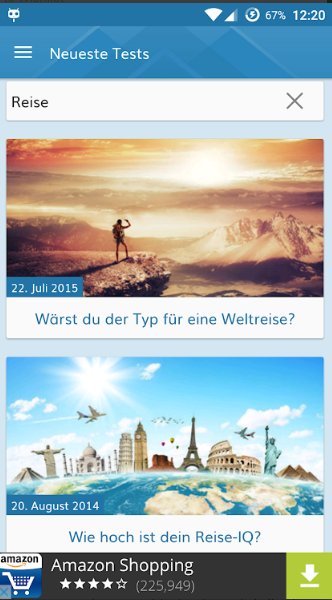 67% 12:20
Neueste Tests
Reise
22. Juli 2015
Wärst du der Typ für eine Weltreise?
20. August 2014
Wie hoch ist dein Reise-IQ?
amazon
Amazon Shopping
(225,949)